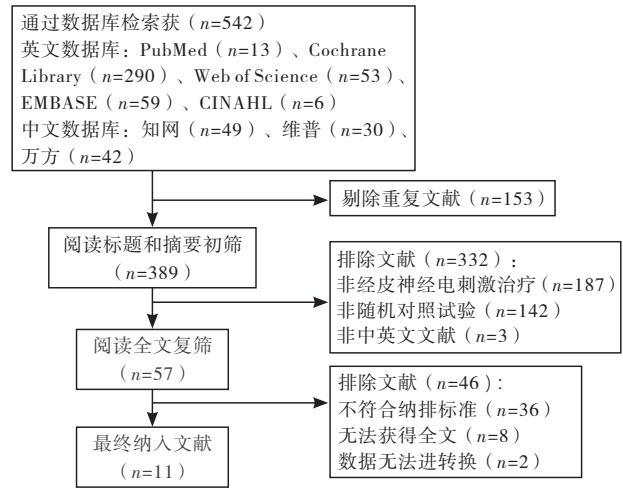 通过数据库检索获（n=542）
英文数据库：PubMed（n=13）、Cochrane
Library（n=290）、Web of Science（n=53）、
EMBASE（n=59）、CINAHL（n=6）
中文数据库：知网（n=49）、维普（n=30）、
万方（n=42）
剔除重复文献（n=153）
阅读标题和摘要初筛
（n=389）
排除文献（n=332）：
非经皮神经电刺激治疗（n=187）
非随机对照试验（n=142）
非中英文文献（n=3）
阅读全文复筛
（n=57）
排除文献（n=46）：
不符合纳排标准（n=36）
无法获得全文（n=8）
数据无法进转换（n=2）
最终纳入文献
（n=11）